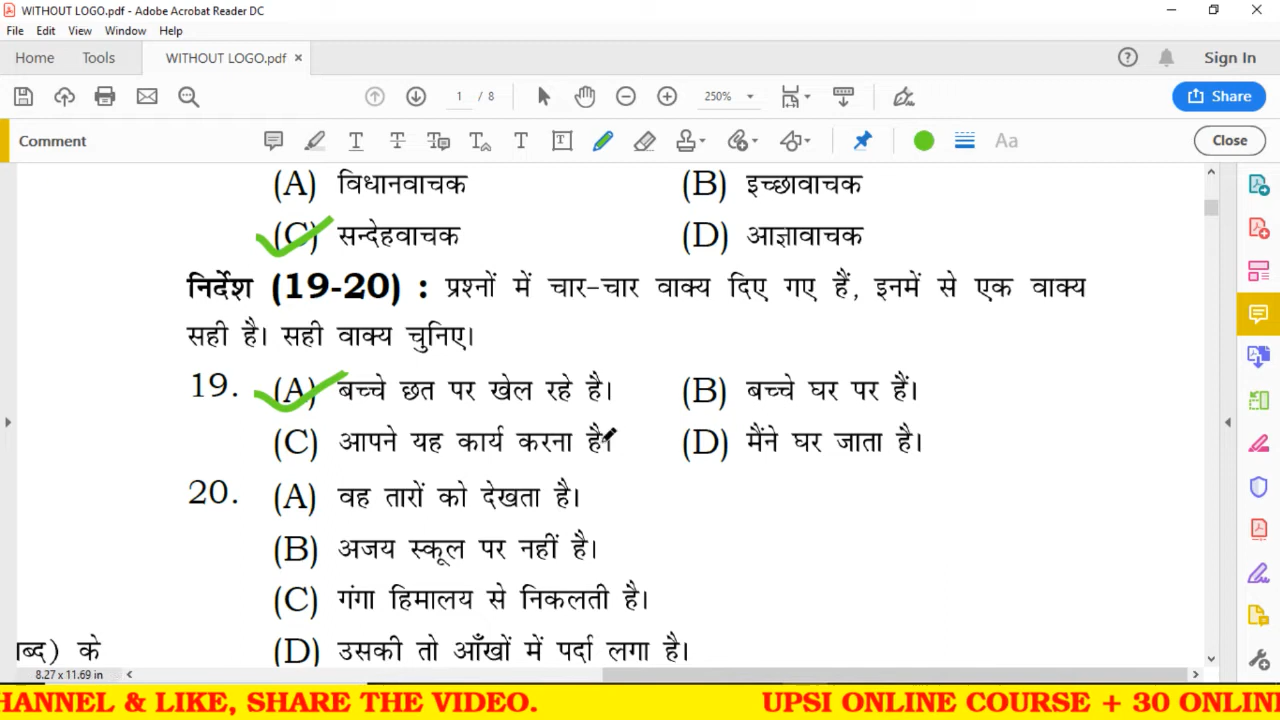 WITHOUT LOGO.pdf - Adobe Acrobat Reader DC
File Edit View Window Help
Home Tools WITHOUT LOGO.pdf × Sign In
1 / 8 250% Share
Comment Aa Close
(A) विधानवाचक (B) इच्छावाचक
(C) सन्देहवाचक (D) आज्ञावाचक
निर्देश (19-20) : प्रश्नों में चार-चार वाक्य दिए गए हैं, इनमें से एक वाक्य
सही है। सही वाक्य चुनिए।
19. (A) बच्चे छत पर खेल रहे है। (B) बच्चे घर पर हैं।
(C) आपने यह कार्य करना है। (D) मैंने घर जाता है।
20. (A) वह तारों को देखता है।
(B) अजय स्कूल पर नहीं है।
(C) गंगा हिमालय से निकलती है।
ब्द) के (D) उसकी तो आँखों में पर्दा लगा है।
8.27 x 11.69 in
HANNEL & LIKE, SHARE THE VIDEO. UPSI ONLINE COURSE + 30 ONLINE